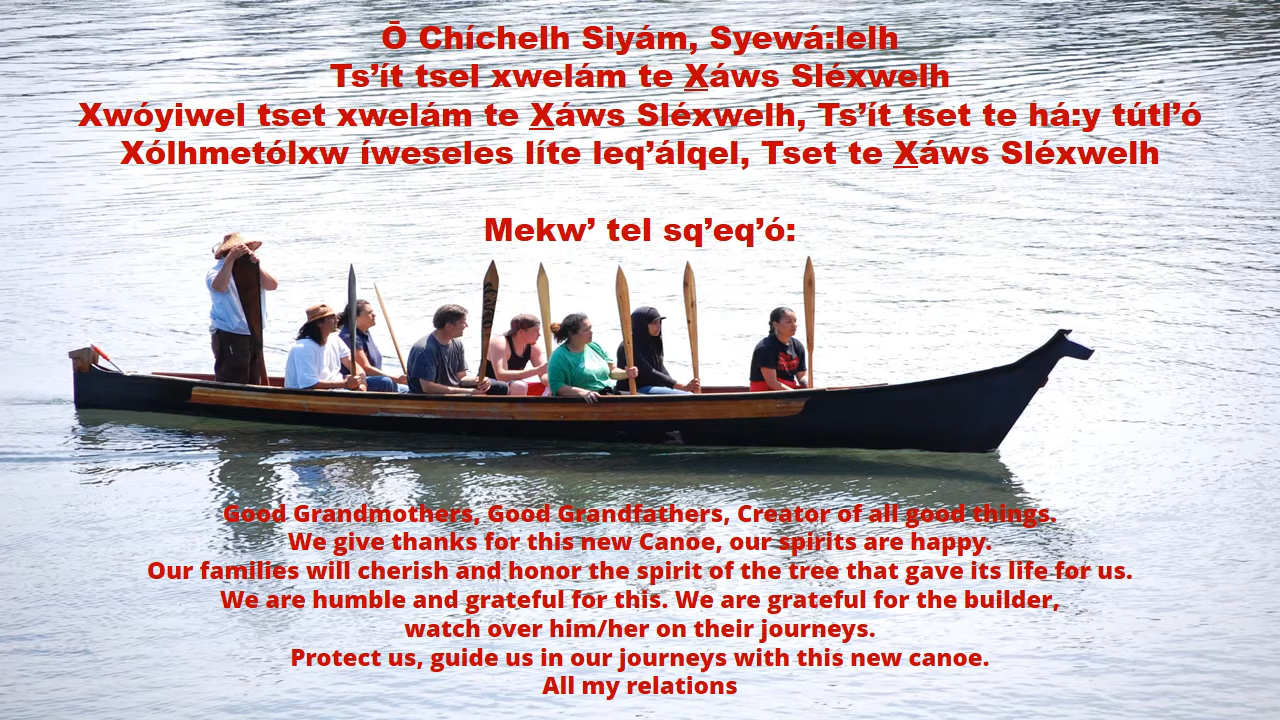 Ō Chíchelh Siyám, Syewá:lelh
Ts’ít tsel xwelám te X̱áws Sléxwelh
Xwóyiwel tset xwelám te X̱áws Sléxwelh, Ts’ít tset te há:y tútl’ó
Xólhmetólxw íweseles líte leq’álqel, Tset te X̱áws Sléxwelh
Mekw’ tel sq’eq’ó:
Good Grandmothers, Good Grandfathers, Creator of all good things.
We give thanks for this new Canoe, our spirits are happy.
Our families will cherish and honor the spirit of the tree that gave its life for us.
We are humble and grateful for this. We are grateful for the builder,
watch over him/her on their journeys.
Protect us, guide us in our journeys with this new canoe.
All my relations